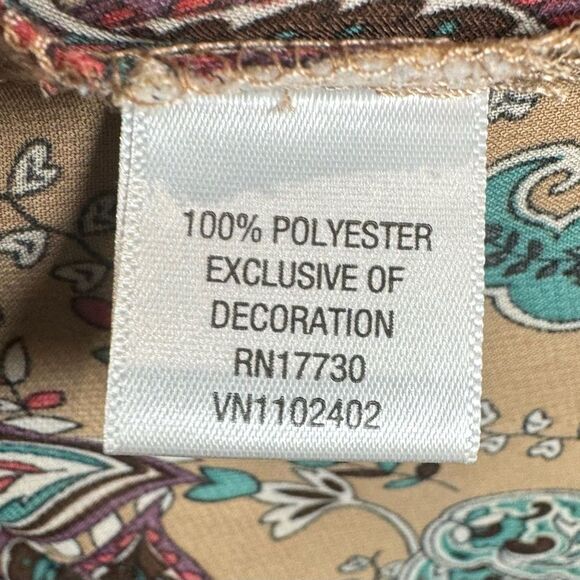 100% POLYESTER
EXCLUSIVE OF
DECORATION
RN17730
VN1102402